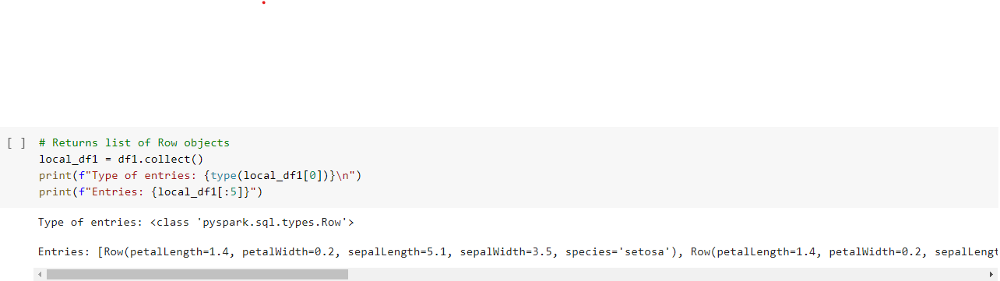 [ ] # Returns list of Row objects
local_df1 = df1.collect()
print(f"Type of entries: {type(local_df1[0])}\n")
print(f"Entries: {local_df1[:5]}")
Type of entries: <class 'pyspark.sql.types.Row'>
Entries: [Row(petalLength=1.4, petalWidth=0.2, sepalLength=5.1, sepalWidth=3.5, species='setosa'), Row(petalLength=1.4, petalWidth=0.2, sepalLengt